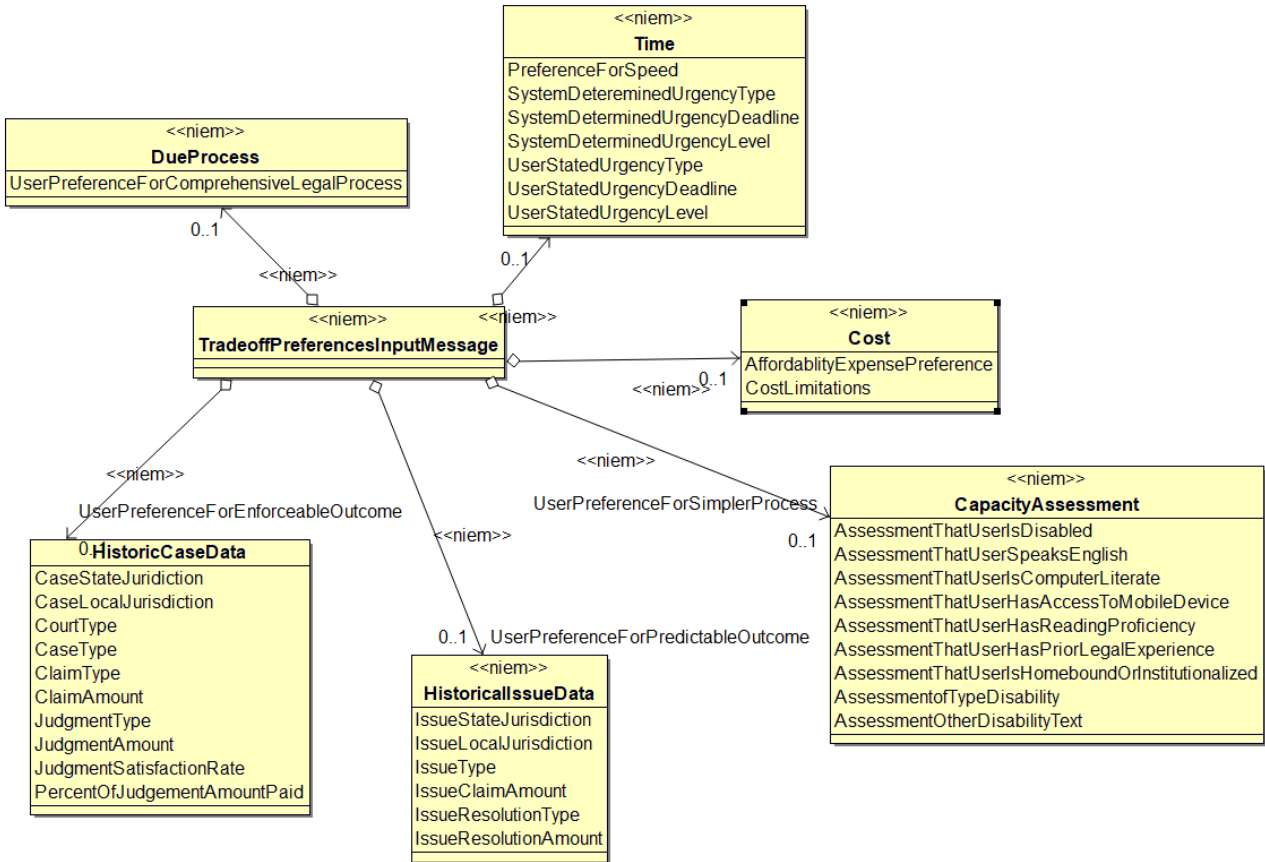 <<niem>>
Time
PreferenceForSpeed
SystemDetereminedUrgencyType
SystemDeterminedUrgencyDeadline
SystemDeterminedUrgencyLevel
UserStatedUrgencyType
UserStatedUrgencyDeadline
UserStatedUrgencyLevel
<<niem>>
DueProcess
UserPreferenceForComprehensiveLegalProcess
0..1
0..1
<<niem>>
<<niem>>
<<niem>>
TradeoffPreferencesInputMessage
<<niem>>
Cost
AffordablityExpensePreference
CostLimitations
<<niem>>
0..1
<<niem>>
UserPreferenceForEnforceableOutcome
0..1
HistoricCaseData
CaseStateJuridiction
CaseLocalJurisdiction
CourtType
CaseType
ClaimType
ClaimAmount
JudgmentType
JudgmentAmount
JudgmentSatisfactionRate
PercentOfJudgementAmountPaid
<<niem>>
0..1
UserPreferenceForPredictableOutcome
<<niem>>
HistoricalIssueData
IssueStateJurisdiction
IssueLocalJurisdiction
IssueType
IssueClaimAmount
IssueResolutionType
IssueResolutionAmount
<<niem>>
UserPreferenceForSimplerProcess
0..1
<<niem>>
CapacityAssessment
AssessmentThatUserIsDisabled
AssessmentThatUserSpeaksEnglish
AssessmentThatUserIsComputerLiterate
AssessmentThatUserHasAccessToMobileDevice
AssessmentThatUserHasReadingProficiency
AssessmentThatUserHasPriorLegalExperience
AssessmentThatUserIsHomeboundOrInstitutionalized
AssessmentofTypeDisability
AssessmentOtherDisabilityText